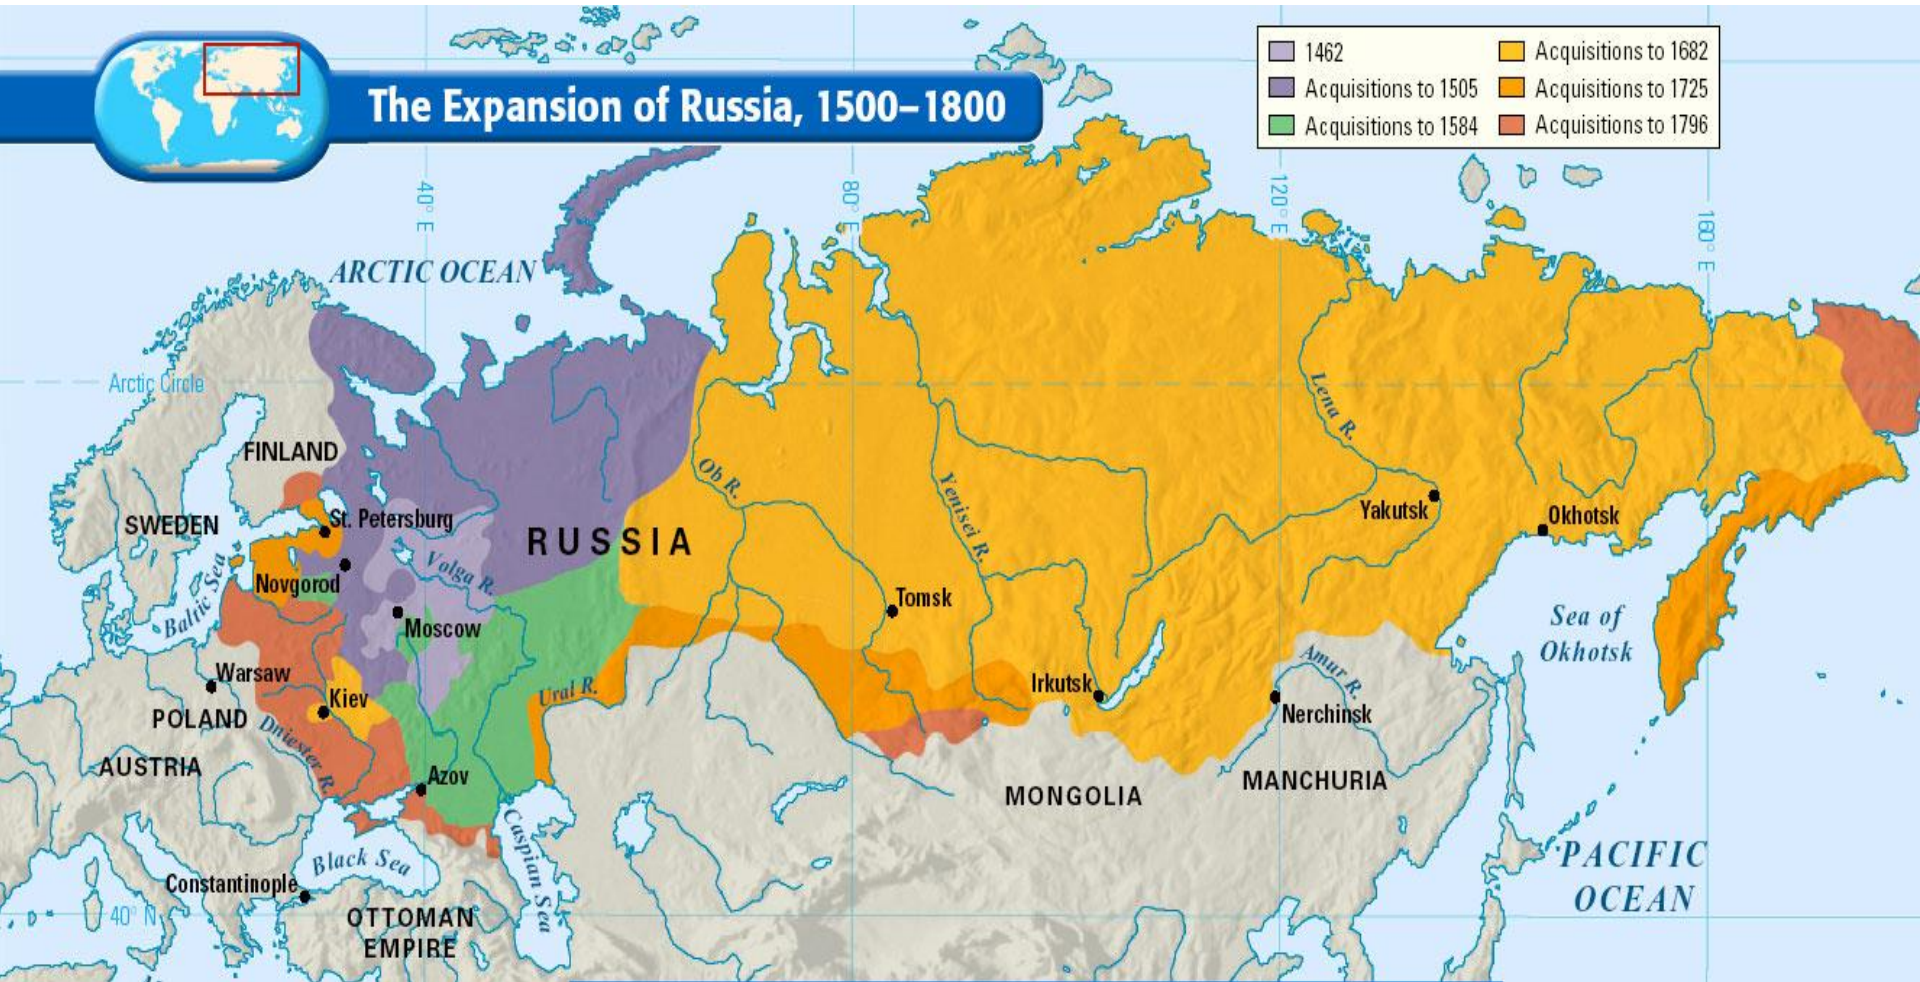 The Expansion of Russia, 1500–1800
1462
Acquisitions to 1505
Acquisitions to 1584
Acquisitions to 1682
Acquisitions to 1725
Acquisitions to 1796
40° E
80° E
120° E
160° E
ARCTIC OCEAN
Arctic Circle
FINLAND
SWEDEN
St. Petersburg
RUSSIA
Baltic Sea
Novgorod
Volga R.
Moscow
Ob R.
Yenisei R.
Lena R.
Yakutsk
Okhotsk
Tomsk
Sea of
Okhotsk
Warsaw
POLAND
Kiev
Dniester R.
AUSTRIA
Azov
Ural R.
Irkutsk
Amur R.
Nerchinsk
MONGOLIA
MANCHURIA
Black Sea
Caspian Sea
Constantinople
40° N
OTTOMAN
EMPIRE
PACIFIC
OCEAN